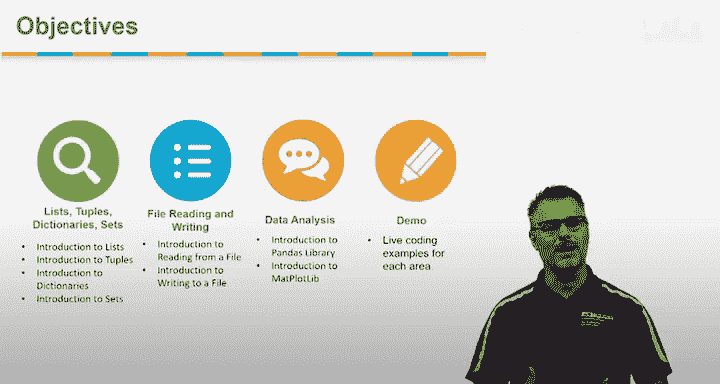 Objectives
Lists, Tuples,
Dictionaries, Sets
• Introduction to Lists
• Introduction to Tuples
• Introduction to
Dictionaries
• Introduction to Sets
File Reading and
Writing
• Introduction to
Reading from a File
• Introduction to
Writing to a File
Data Analysis
• Introduction to
Pandas Library
• Introduction to
MatPlotLib
Demo
• Live coding
examples for
each area